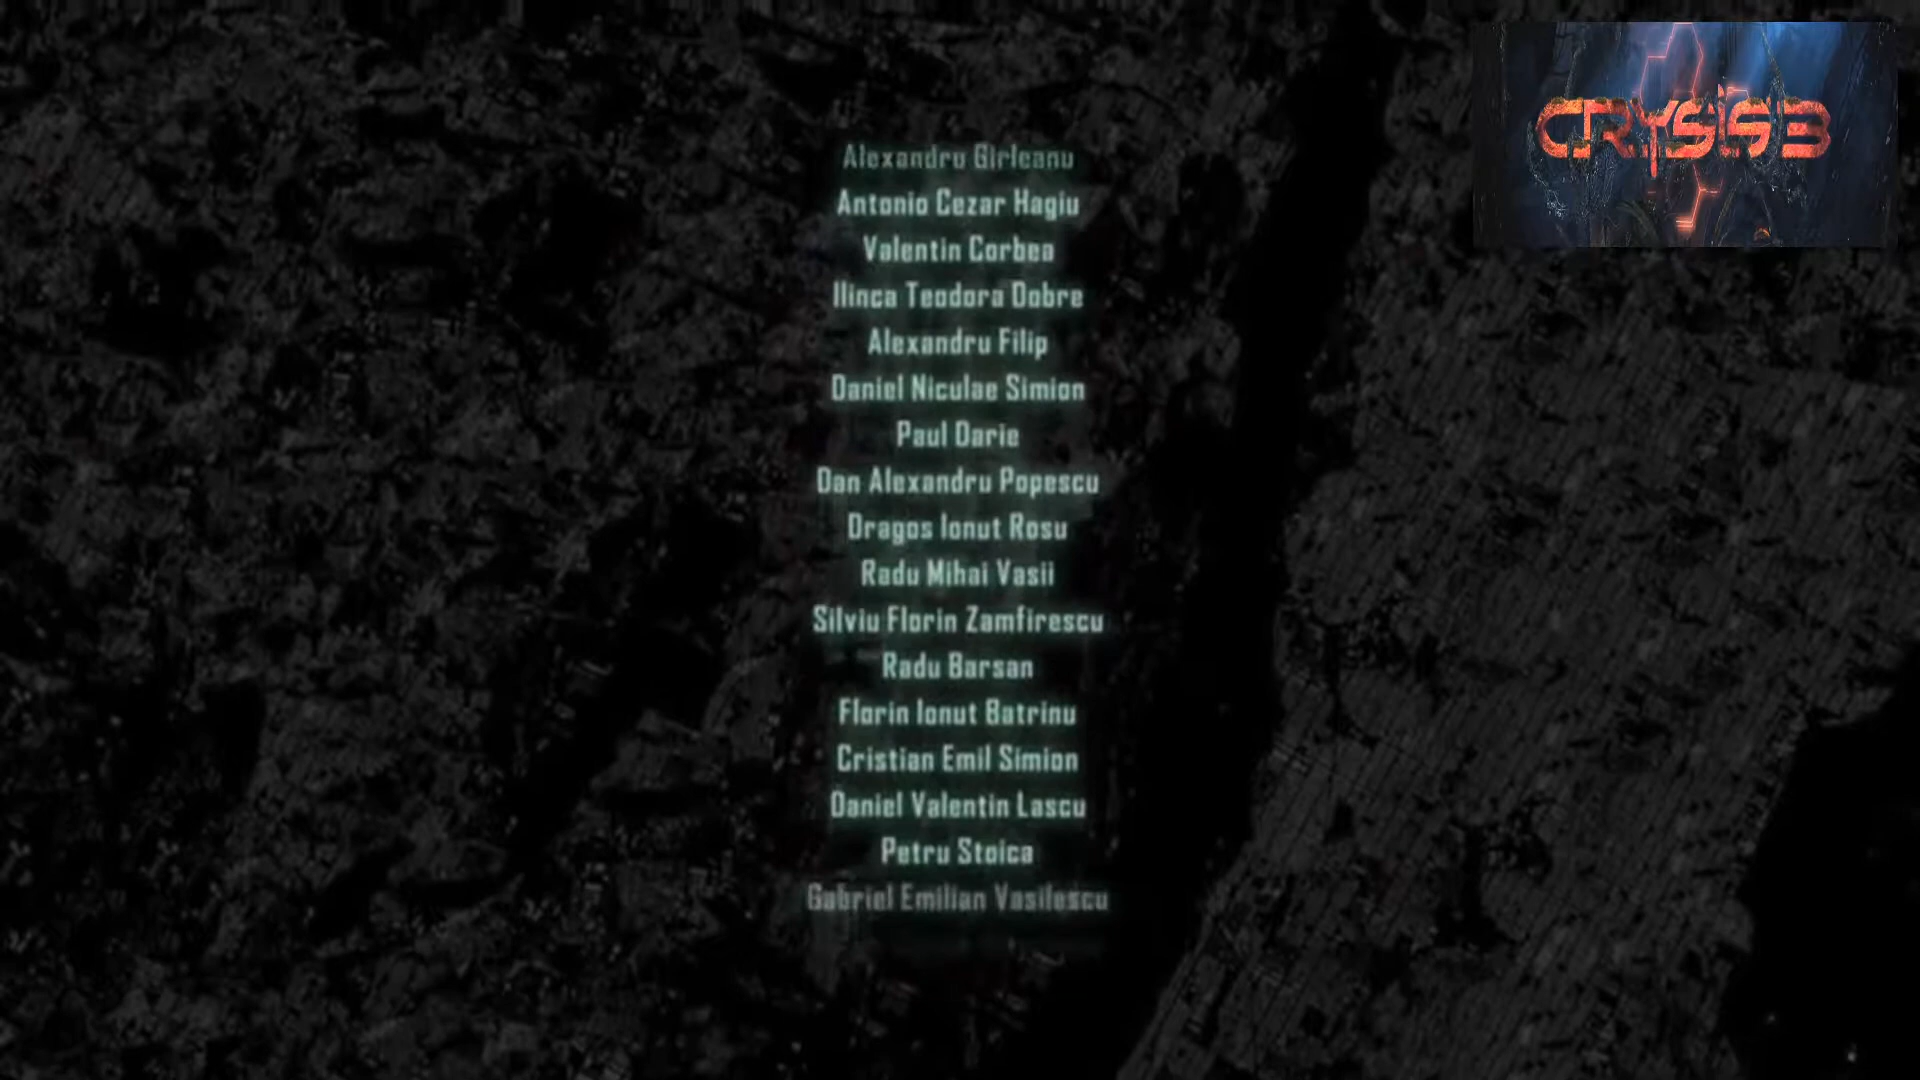 CRYSIS 3
Alexandru Girleanu
Antonio Cezar Hagiu
Valentin Corbea
Ilinca Teodora Dobre
Alexandru Filip
Daniel Niculae Simion
Paul Darie
Dan Alexandru Popescu
Dragos Ionut Rosu
Radu Mihai Vasii
Silviu Florin Zamfirescu
Radu Barsan
Florin Ionut Batrinu
Cristian Emil Simion
Daniel Valentin Lascu
Petru Stoica
Gabriel Emilian Vasilescu